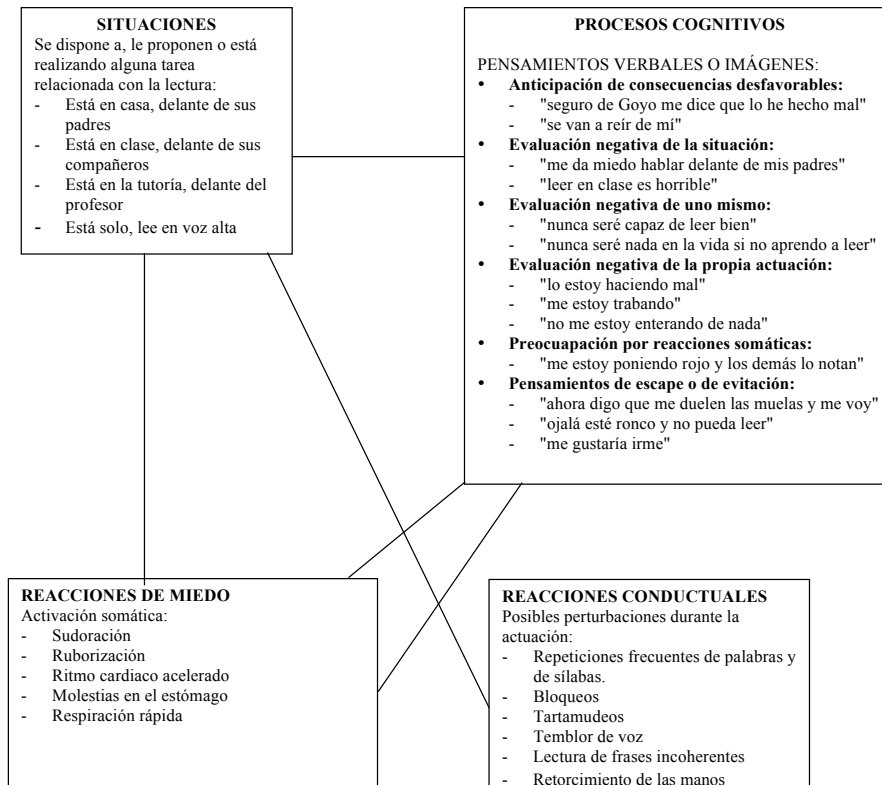 SITUACIONES
Se dispone a, le proponen o está
realizando alguna tarea
relacionada con la lectura:
- Está en casa, delante de sus
padres
- Está en clase, delante de sus
compañeros
- Está en la tutoría, delante del
profesor
- Está solo, lee en voz alta
PROCESOS COGNITIVOS
PENSAMIENTOS VERBALES O IMÁGENES:
• Anticipación de consecuencias desfavorables:
- "seguro de Goyo me dice que lo he hecho mal"
- "se van a reír de mí"
• Evaluación negativa de la situación:
- "me da miedo hablar delante de mis padres"
- "leer en clase es horrible"
• Evaluación negativa de uno mismo:
- "nunca seré capaz de leer bien"
- "nunca seré nada en la vida si no aprendo a leer"
• Evaluación negativa de la propia actuación:
- "lo estoy haciendo mal"
- "me estoy trabando"
- "no me estoy enterando de nada"
• Preocuapación por reacciones somáticas:
- "me estoy poniendo rojo y los demás lo notan"
• Pensamientos de escape o de evitación:
- "ahora digo que me duelen las muelas y me voy"
- "ojalá esté ronco y no pueda leer"
- "me gustaría irme"
REACCIONES DE MIEDO
Activación somática:
- Sudoración
- Ruborización
- Ritmo cardiaco acelerado
- Molestias en el estómago
- Respiración rápida
REACCIONES CONDUCTUALES
Posibles perturbaciones durante la
actuación:
- Repeticiones frecuentes de palabras y
de sílabas.
- Bloqueos
- Tartamudeos
- Temblor de voz
- Lectura de frases incoherentes
- Retorcimiento de las manos